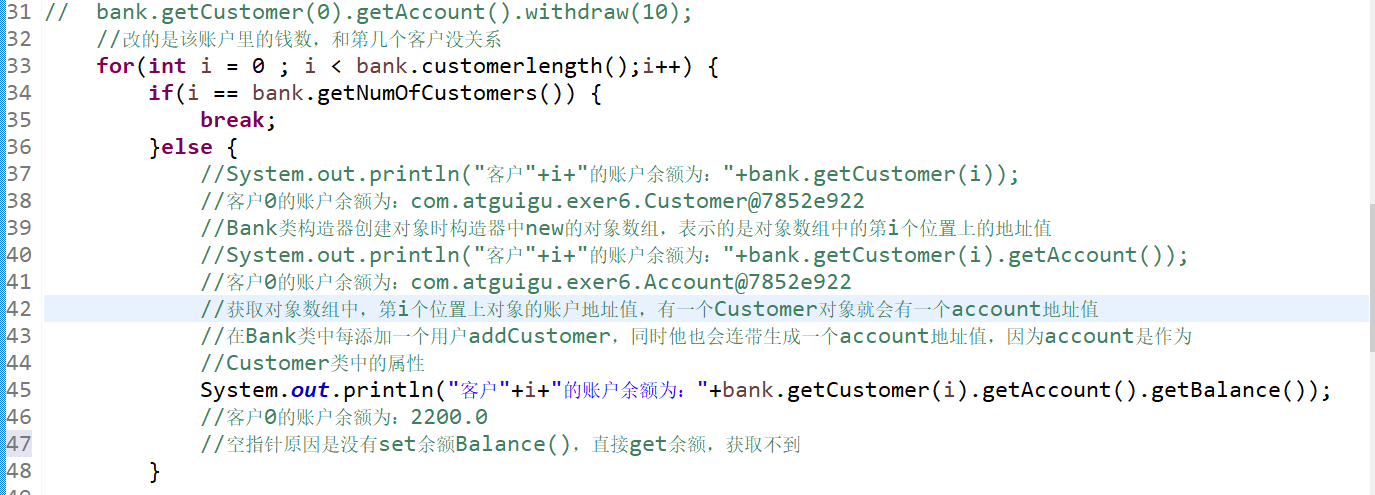 31 //  bank.getCustomer(0).getAccount().withdraw(10);
32     //改的是该账户里的钱数，和第几个客户没关系
33     for(int i = 0 ; i < bank.customerlength();i++) {
34         if(i == bank.getNumOfCustomers()) {
35             break;
36         }else {
37             //System.out.println("客户"+i+"的账户余额为："+bank.getCustomer(i));
38             //客户0的账户余额为：com.atguigu.exer6.Customer@7852e922
39             //Bank类构造器创建对象时构造器中new的对象数组，表示的是对象数组中的第i个位置上的地址值
40             //System.out.println("客户"+i+"的账户余额为："+bank.getCustomer(i).getAccount());
41             //客户0的账户余额为：com.atguigu.exer6.Account@7852e922
42             //获取对象数组中，第i个位置上对象的账户地址值，有一个Customer对象就会有一个account地址值
43             //在Bank类中每添加一个用户addCustomer，同时他也会连带生成一个account地址值，因为account是作为
44             //Customer类中的属性
45             System.out.println("客户"+i+"的账户余额为："+bank.getCustomer(i).getAccount().getBalance());
46             //客户0的账户余额为：2200.0
47             //空指针原因是没有set余额Balance()，直接get余额，获取不到
48         }